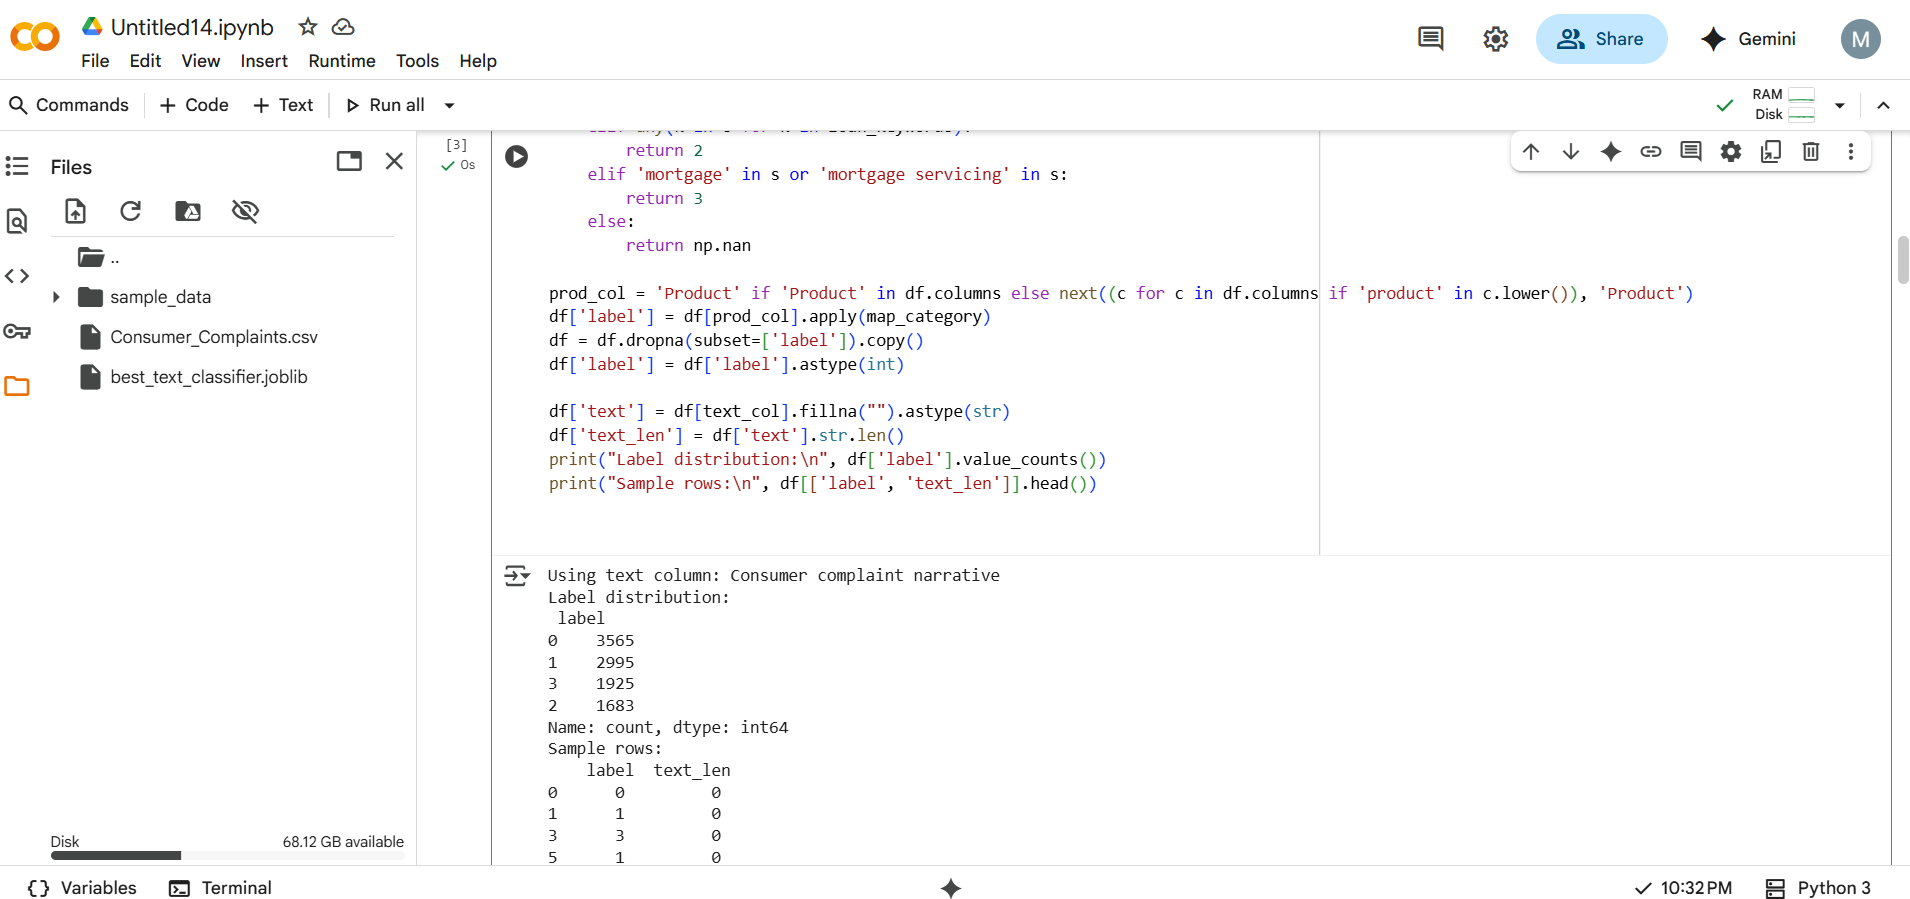 Untitled14.ipynb
File Edit View Insert Runtime Tools Help
Share
Gemini
M
Commands + Code + Text Run all
RAM
Disk
Files
..
sample_data
Consumer_Complaints.csv
best_text_classifier.joblib
Disk 68.12 GB available
[3]
0s
return 2
elif 'mortgage' in s or 'mortgage servicing' in s:
return 3
else:
return np.nan
prod_col = 'Product' if 'Product' in df.columns else next((c for c in df.columns if 'product' in c.lower()), 'Product')
df['label'] = df[prod_col].apply(map_category)
df = df.dropna(subset=['label']).copy()
df['label'] = df['label'].astype(int)
df['text'] = df[text_col].fillna("").astype(str)
df['text_len'] = df['text'].str.len()
print("Label distribution:\n", df['label'].value_counts())
print("Sample rows:\n", df[['label', 'text_len']].head())
Using text column: Consumer complaint narrative
Label distribution:
label
0 3565
1 2995
3 1925
2 1683
Name: count, dtype: int64
Sample rows:
label text_len
0 0 0
1 1 0
3 3 0
5 1 0
{} Variables Terminal
10:32 PM Python 3